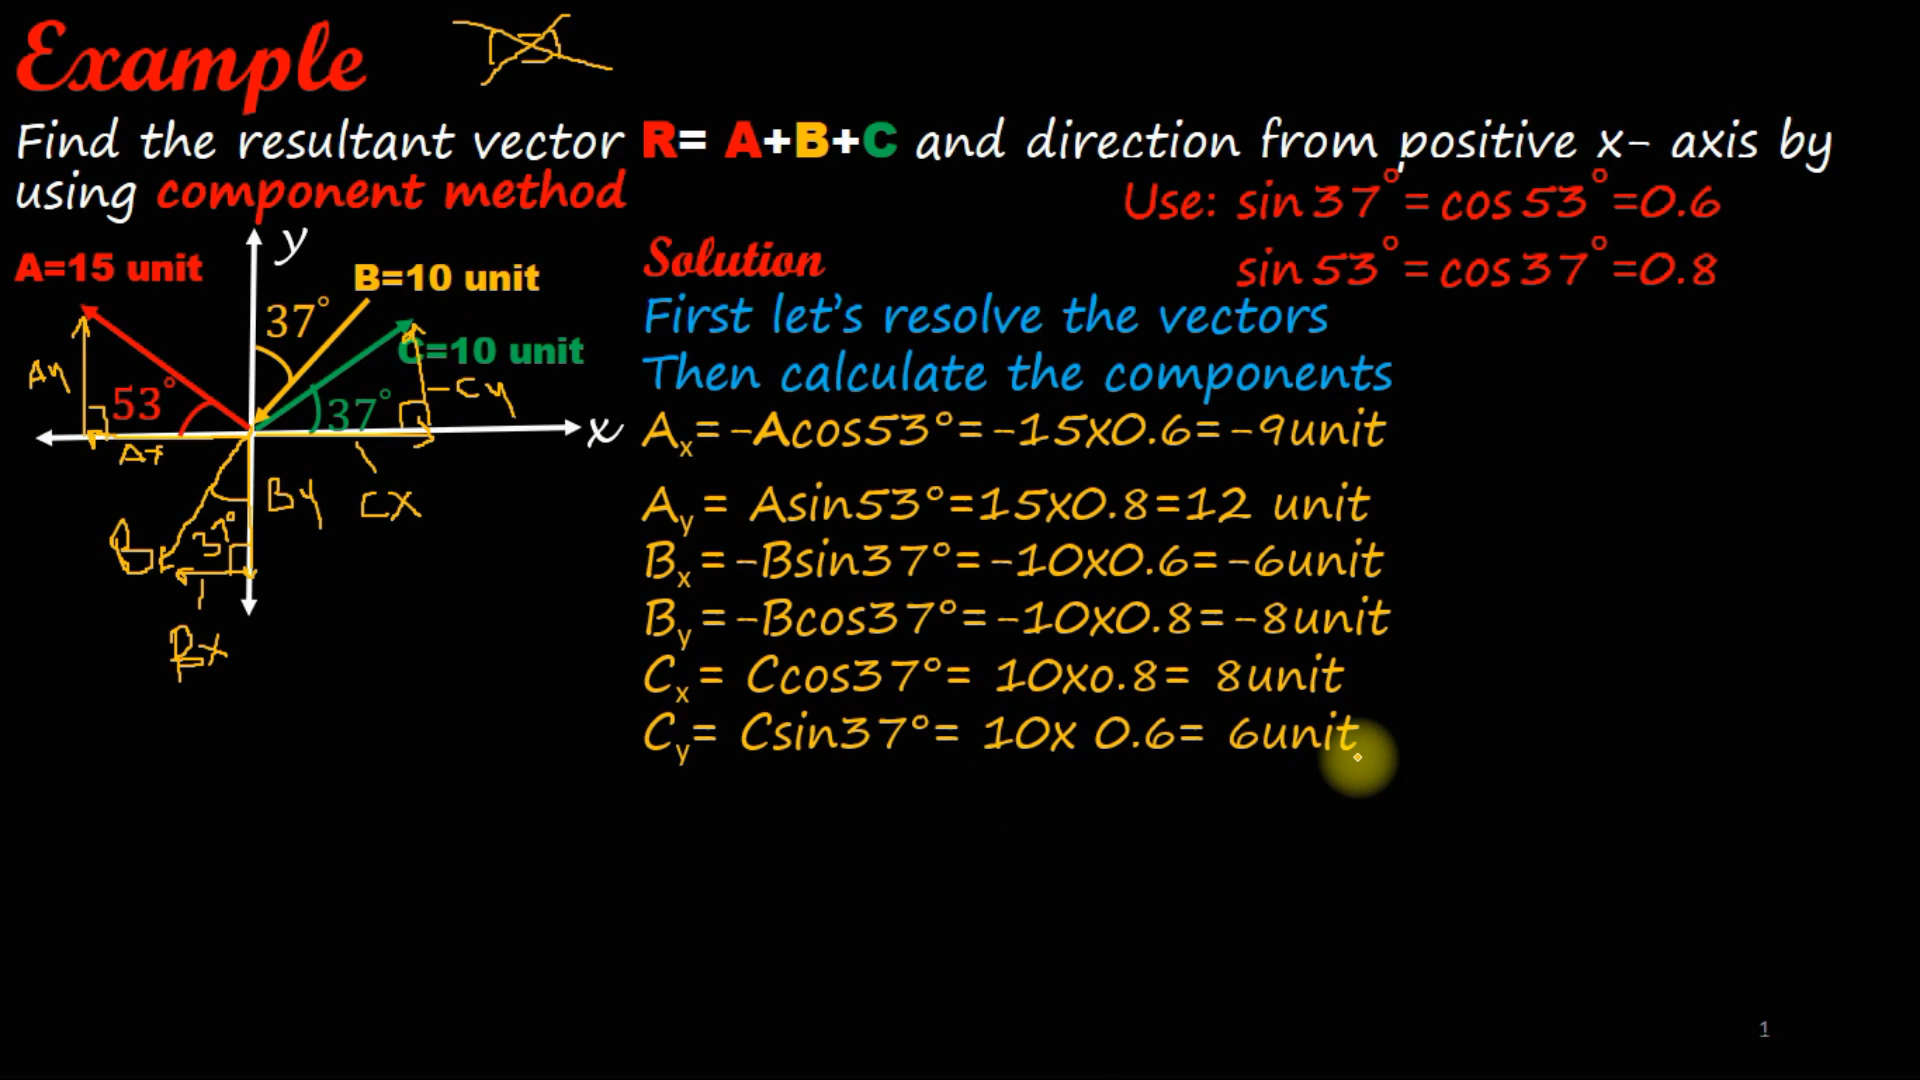 Example
Find the resultant vector R= A+B+C and direction from positive x- axis by
using component method
Use: sin37°=cos53°=0.6
sin53°=cos37°=0.8
y
A=15 unit
B=10 unit
37°
C=10 unit
Ay
53°
37°
Cy
x
Ax
By
Cx
B
37°
Bx
Solution
First let's resolve the vectors
Then calculate the components
Ax=-Acos53°=-15x0.6=-9unit
Ay= Asin53°=15x0.8=12 unit
Bx=-Bsin37°=-10x0.6=-6unit
By=-Bcos37°=-10x0.8=-8unit
Cx= Ccos37°= 10xo.8= 8unit
Cy= Csin37°= 10x 0.6= 6unit
1